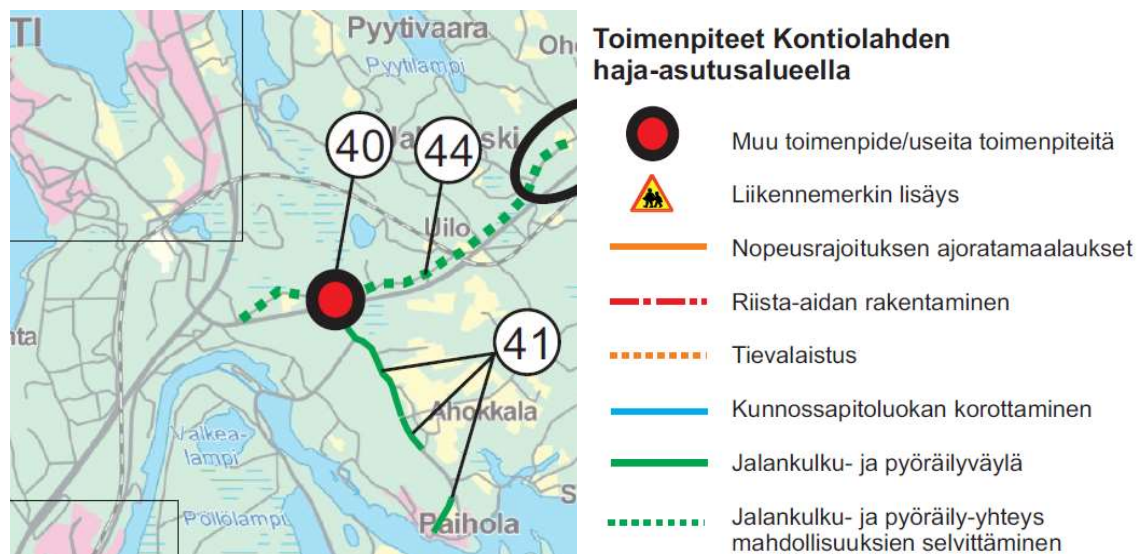 TI
Pyytivaara
Pyytilampi
40
44
ski
Uilo
41
Ahokkala
Valkea-
lampi
Pöllölampi
Paihola
Toimenpiteet Kontiolahden
haja-asutusalueella
Muu toimenpide/useita toimenpiteitä
Liikennemerkin lisäys
Nopeusrajoituksen ajoratamaalaukset
Riista-aidan rakentaminen
Tievalaistus
Kunnossapitoluokan korottaminen
Jalankulku- ja pyöräilyväylä
Jalankulku- ja pyöräily-yhteys
mahdollisuuksien selvittäminen